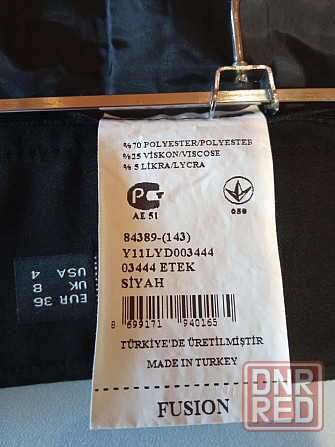 %70 POLYESTER/POLYESTER
%25 VİSKON/VISCOSE
%5 LİKRA/LYCRA
PC
AE 51
050
84389-(143)
Y11LYD003444
03444 ETEK
SİYAH
8 699171 940165
TÜRKİYE'DE ÜRETİLMİŞTİR
MADE IN TURKEY
FUSION
EUR 36
UK 8
USA 4
DNR
RED